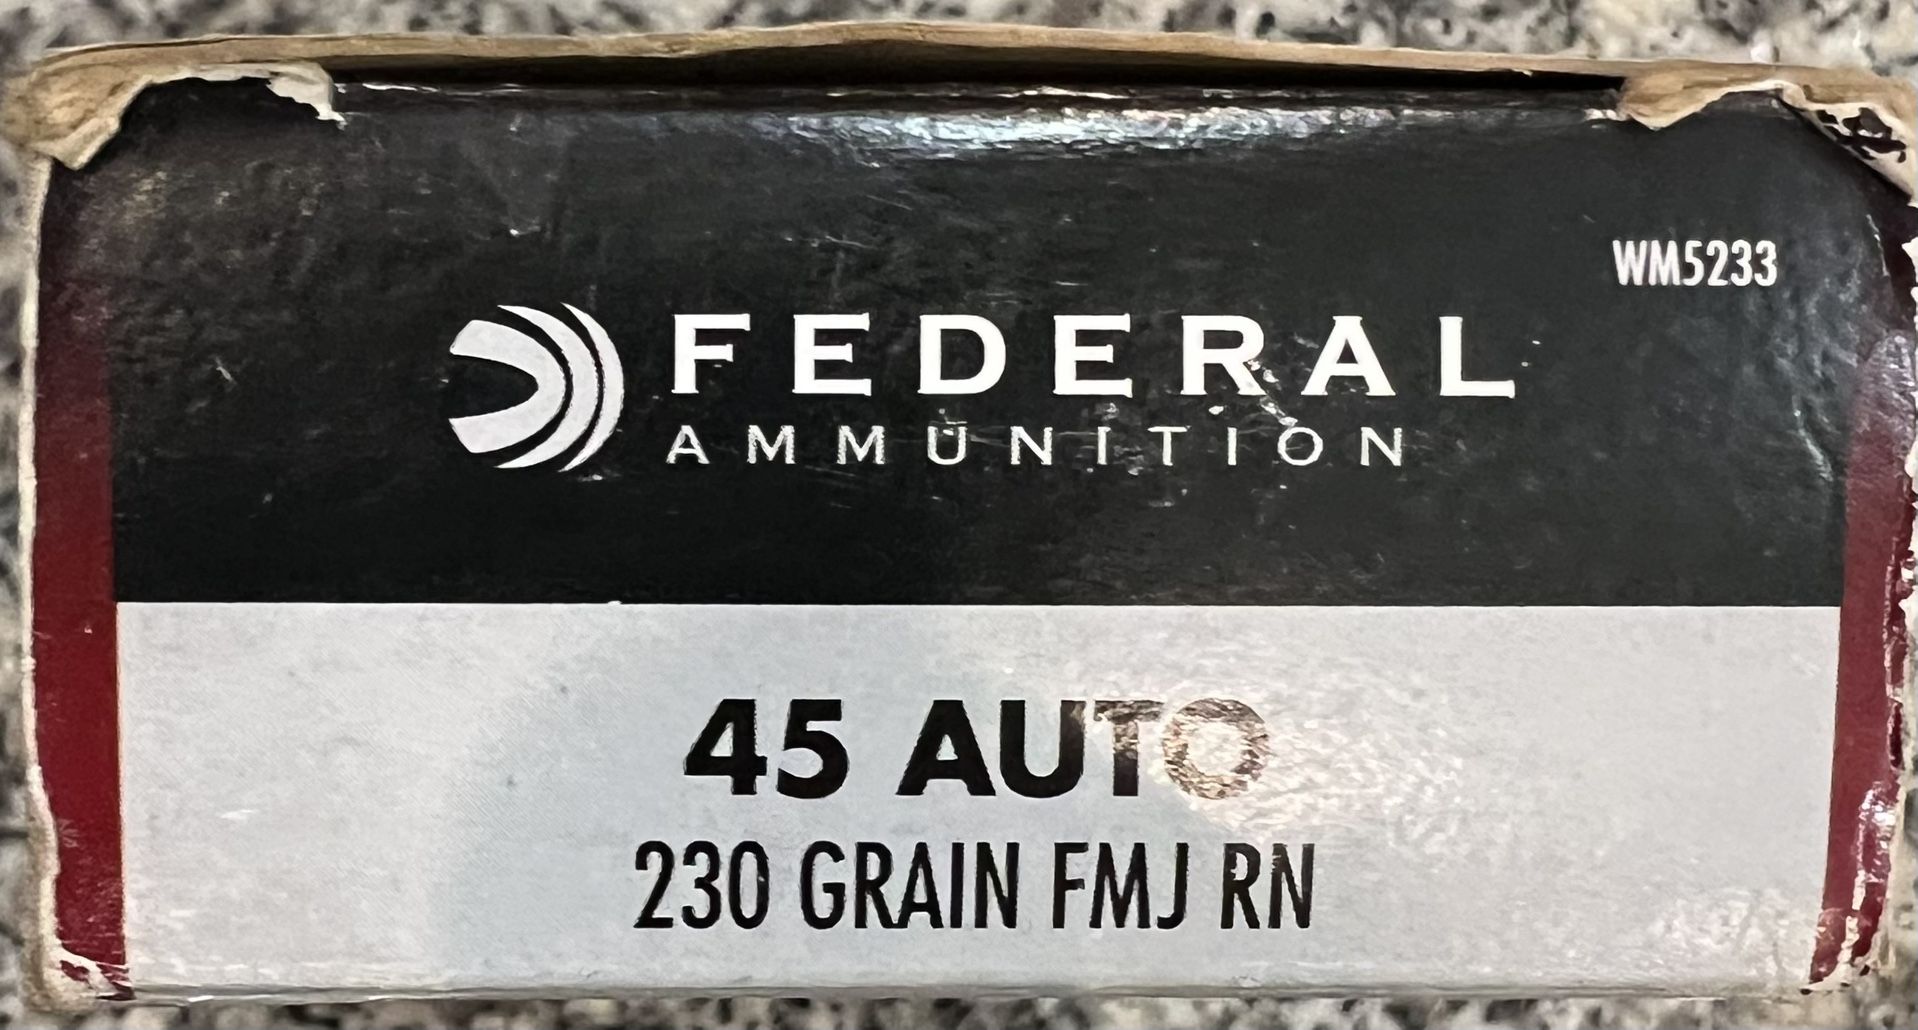 WM5233
FEDERAL
AMMUNITION
45 AUTO
230 GRAIN FMJ RN